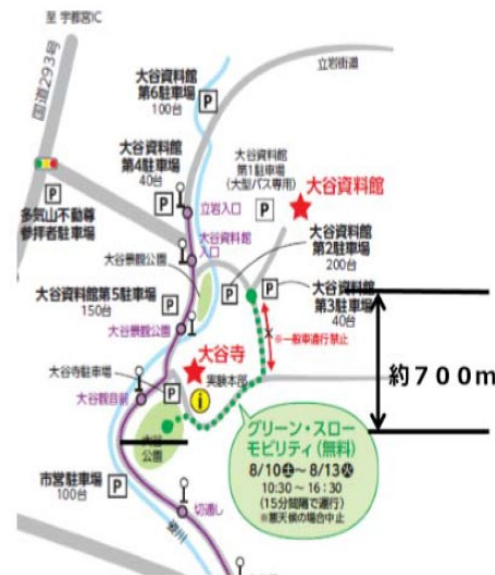 至 宇都宮IC
国道293号
立岩街道
大谷資料館
第6駐車場
100台
P
大谷資料館
第4駐車場
40台
P
大谷資料館
第1駐車場
(大型バス専用)
P
大谷資料館
P
多気山不動尊
参拝者駐車場
立岩入口
大谷資料館
入口
大谷景観公園
大谷資料館
第2駐車場
200台
P
P
大谷資料館
第3駐車場
40台
大谷資料館第5駐車場
150台
P
大谷景観公園
※一般車通行禁止
約700m
大谷寺
大谷寺駐車場
P
実験本部
i
大谷観音前
公園
グリーン・スロー
モビリティ(無料)
8/10土~8/13火
10:30~16:30
(15分間隔で運行)
※悪天候の場合中止
市営駐車場
100台
P
切通し
姿川